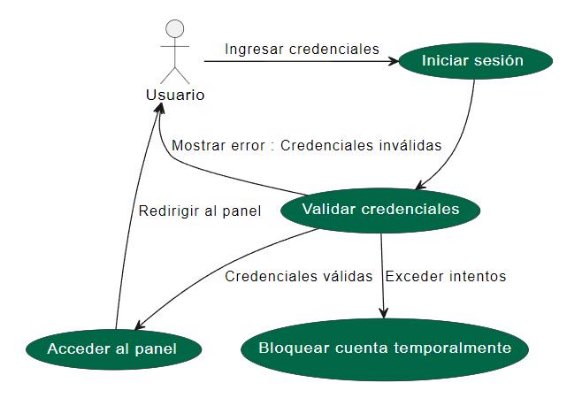 Ingresar credenciales
Iniciar sesión
Usuario
Mostrar error : Credenciales inválidas
Validar credenciales
Redirigir al panel
Credenciales válidas
Exceder intentos
Acceder al panel
Bloquear cuenta temporalmente